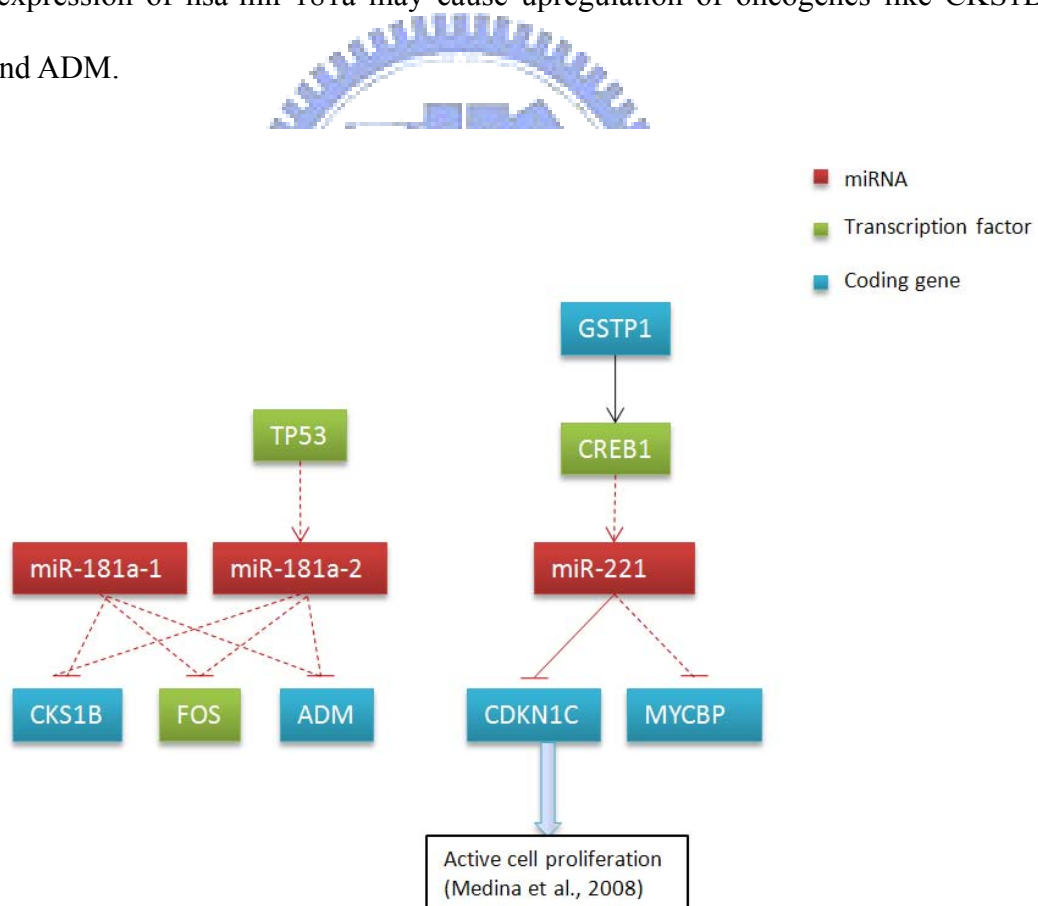 expression of hsa-mir-181a may cause upregulation of oncogenes like CKS1B
nd ADM.
miRNA
Transcription factor
Coding gene
GSTP1
TP53
CREB1
miR-181a-1
miR-181a-2
miR-221
CKS1B
FOS
ADM
CDKN1C
MYCBP
Active cell proliferation
(Medina et al., 2008)